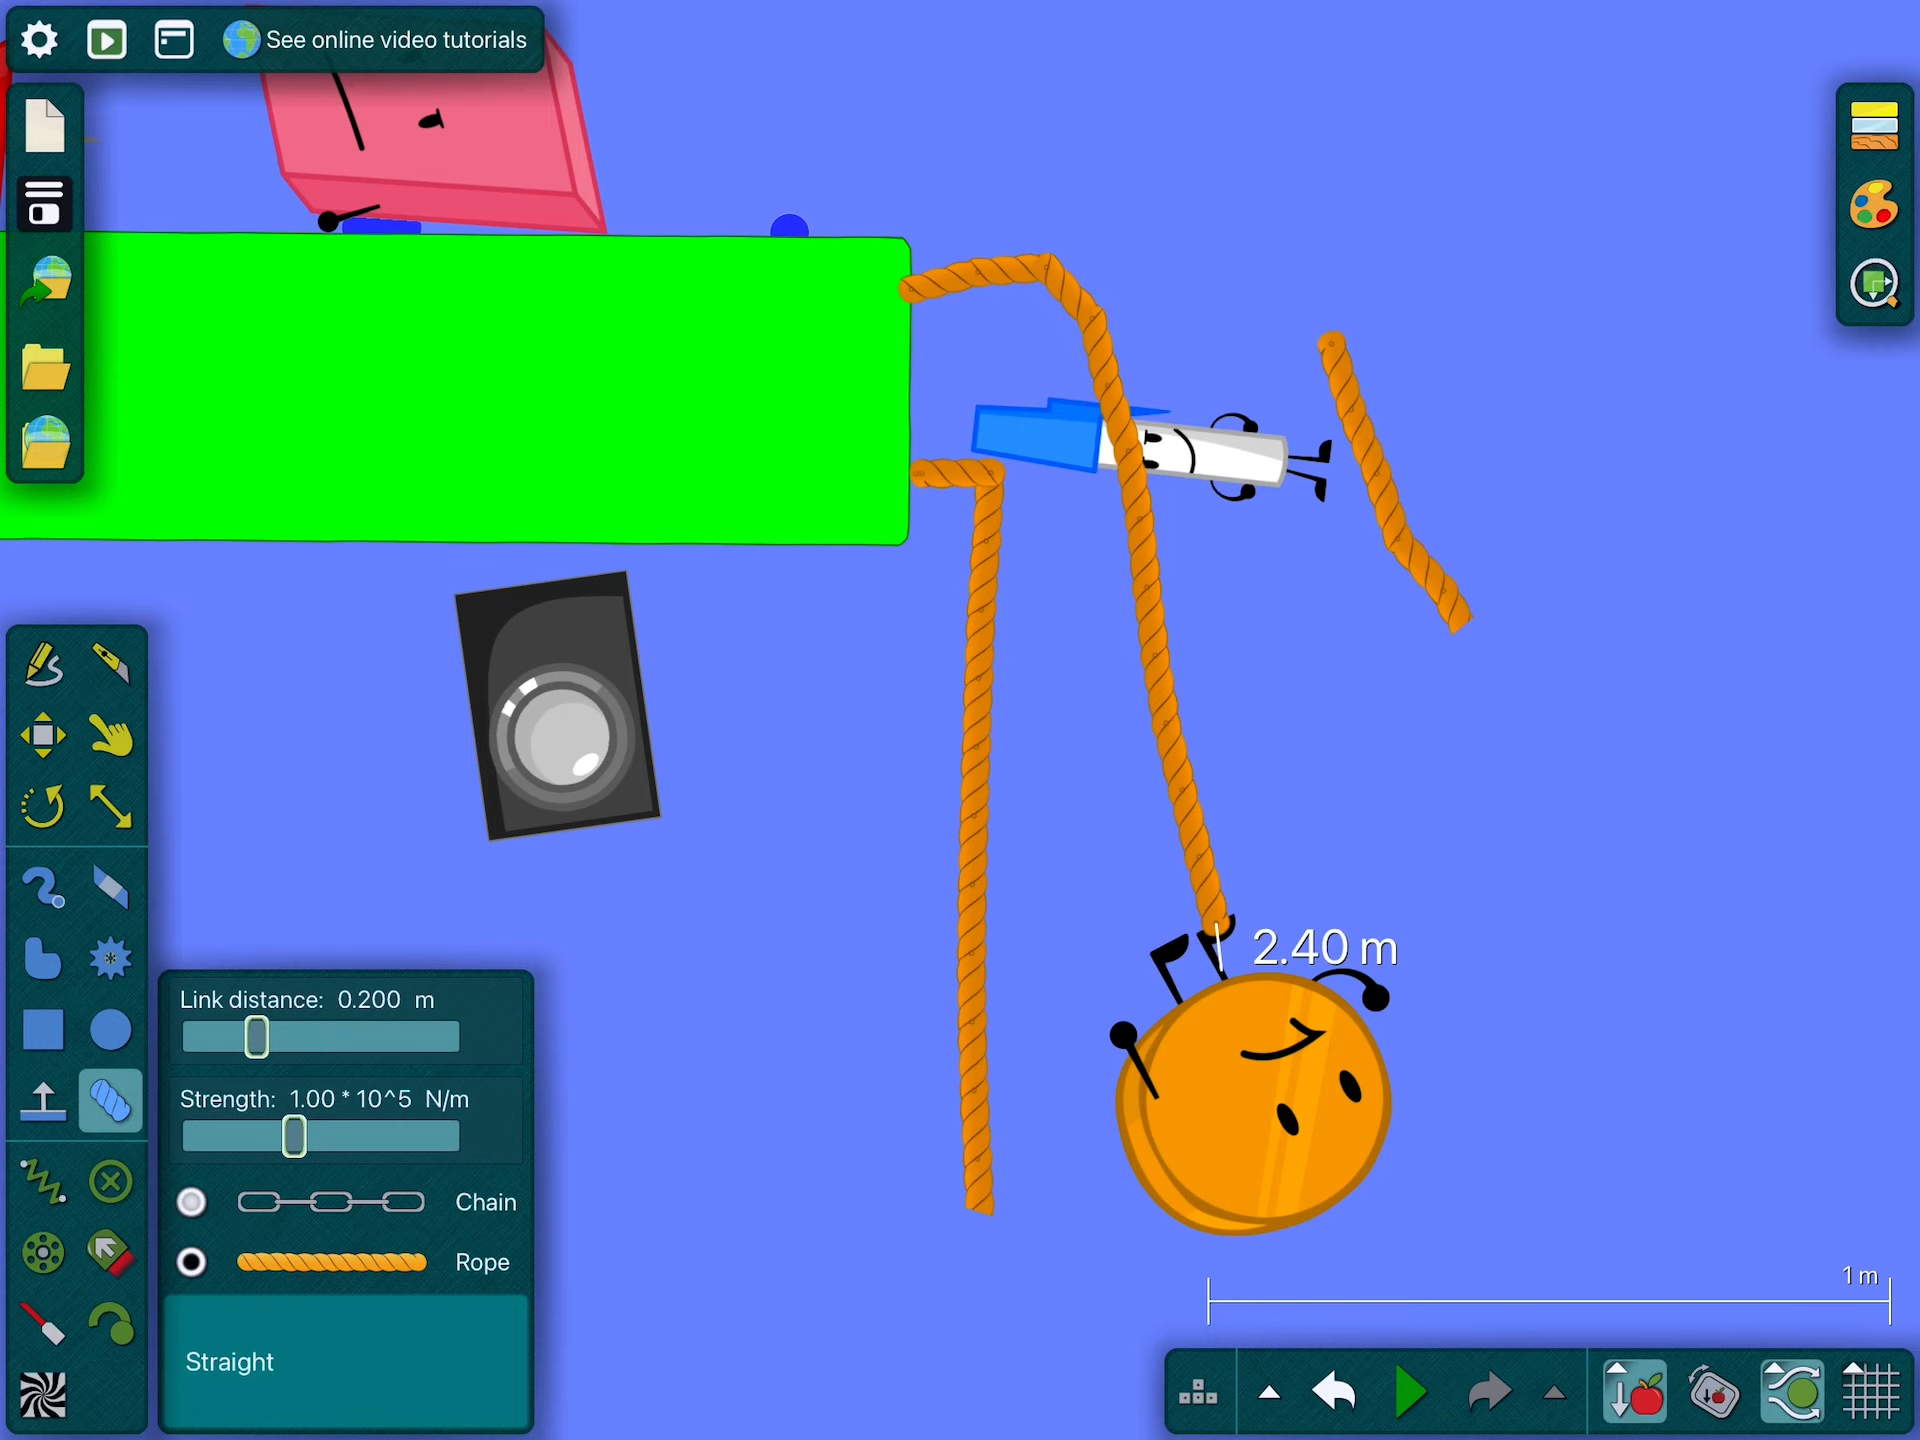 See online video tutorials
2.40 m
Link distance: 0.200 m
Strength: 1.00 * 10^5 N/m
Chain
Rope
Straight
1 m